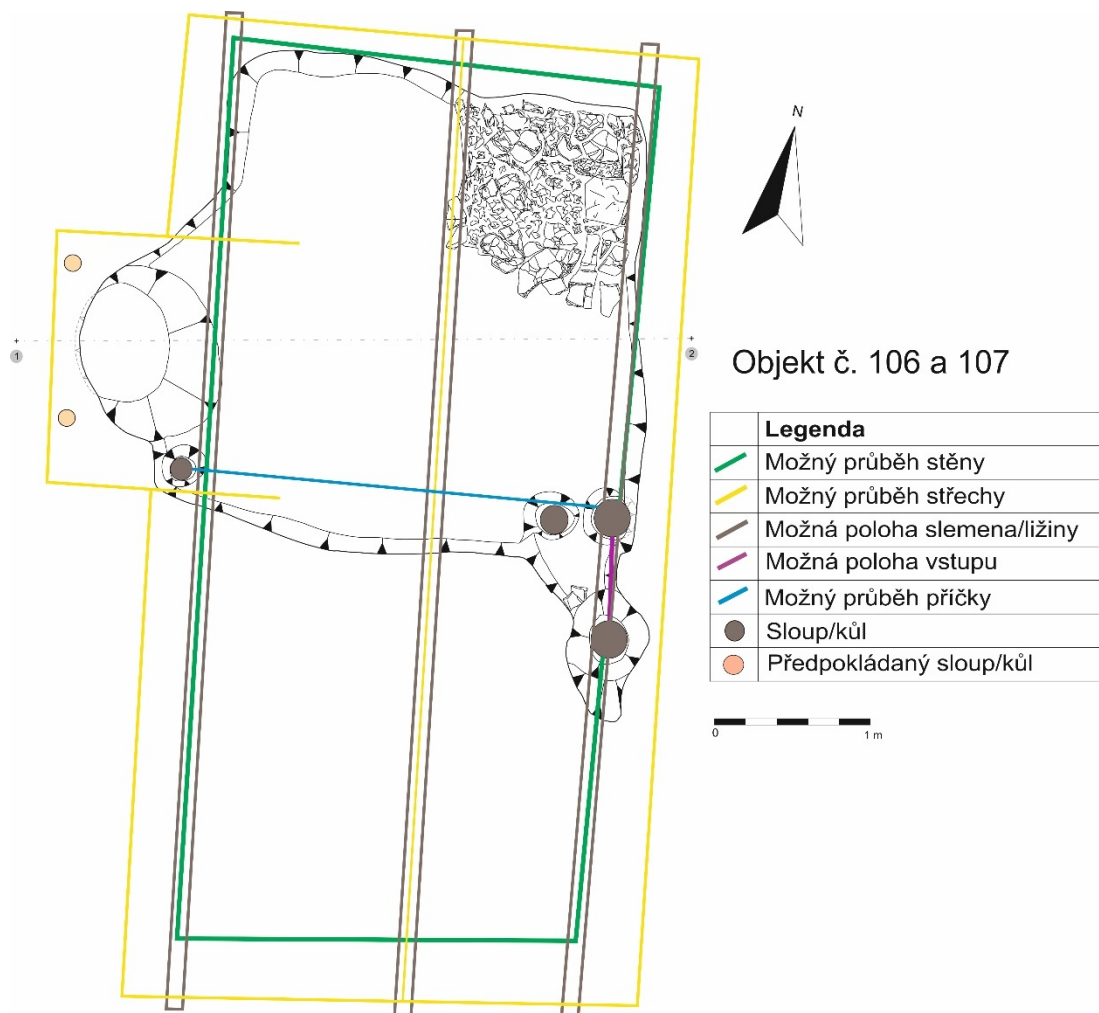 N
1
2
Objekt č. 106 a 107
Legenda
Možný průběh stěny
Možný průběh střechy
Možná poloha slemena/ližiny
Možná poloha vstupu
Možný průběh příčky
Sloup/kůl
Předpokládaný sloup/kůl
0 1 m